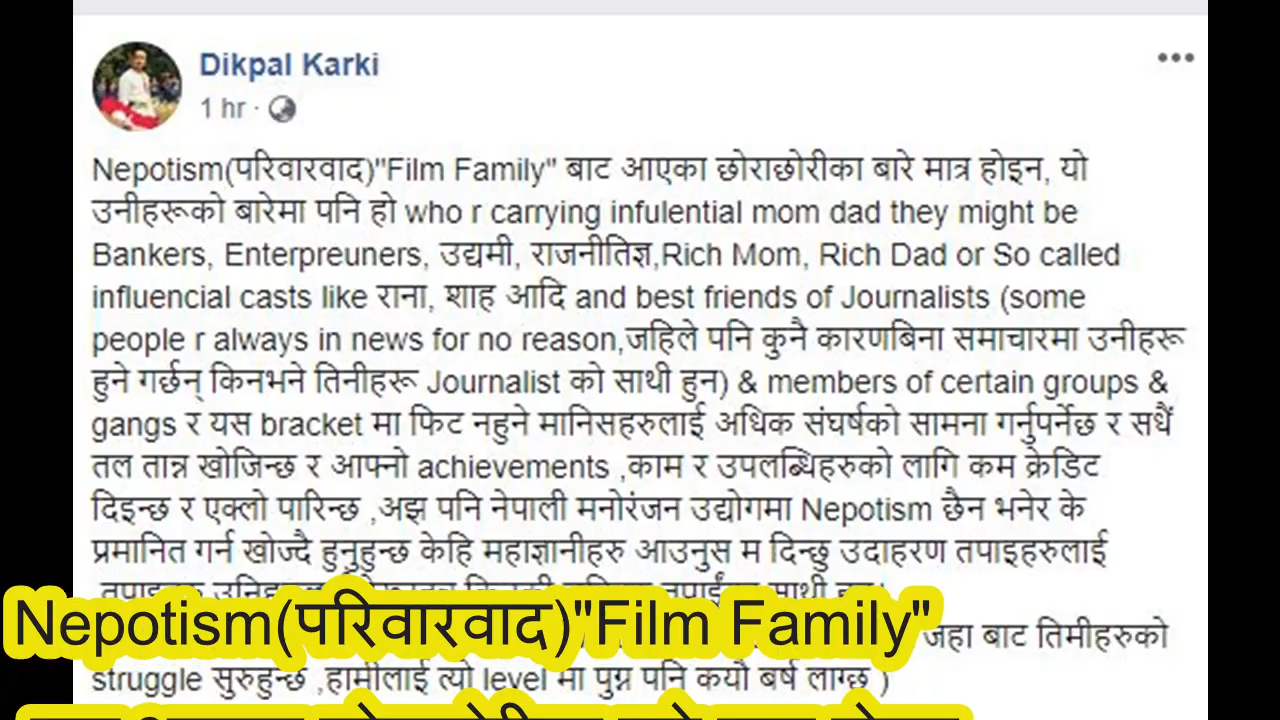 Dikpal Karki
1 hr ·
Nepotism(परिवारवाद)"Film Family" बाट आएका छोराछोरीका बारे मात्र होइन, यो
उनीहरूको बारेमा पनि हो who r carrying infulential mom dad they might be
Bankers, Enterpreuners, उद्यमी, राजनीतिज्ञ,Rich Mom, Rich Dad or So called
influencial casts like राना, शाह आदि and best friends of Journalists (some
people r always in news for no reason,जहिले पनि कुनै कारणबिना समाचारमा उनीहरू
हुने गर्छन् किनभने तिनीहरू Journalist को साथी हुन) & members of certain groups &
gangs र यस bracket मा फिट नहुने मानिसहरुलाई अधिक संघर्षको सामना गर्नुपर्नेछ र सधैं
तल तान्न खोजिन्छ र आफ्नो achievements ,काम र उपलब्धिहरुको लागि कम क्रेडिट
दिइन्छ र एक्लो पारिन्छ ,अझ पनि नेपाली मनोरंजन उद्योगमा Nepotism छैन भनेर के
प्रमानित गर्न खोज्दै हुनुहुन्छ केहि महाज्ञानीहरु आउनुस म दिन्छु उदाहरण तपाइहरुलाई
Nepotism(परिवारवाद)"Film Family"
जहा बाट तिमीहरुको
struggle सुरुहुन्छ ,हामीलाई त्यो level मा पुग्न पनि कयौ बर्ष लाग्छ )